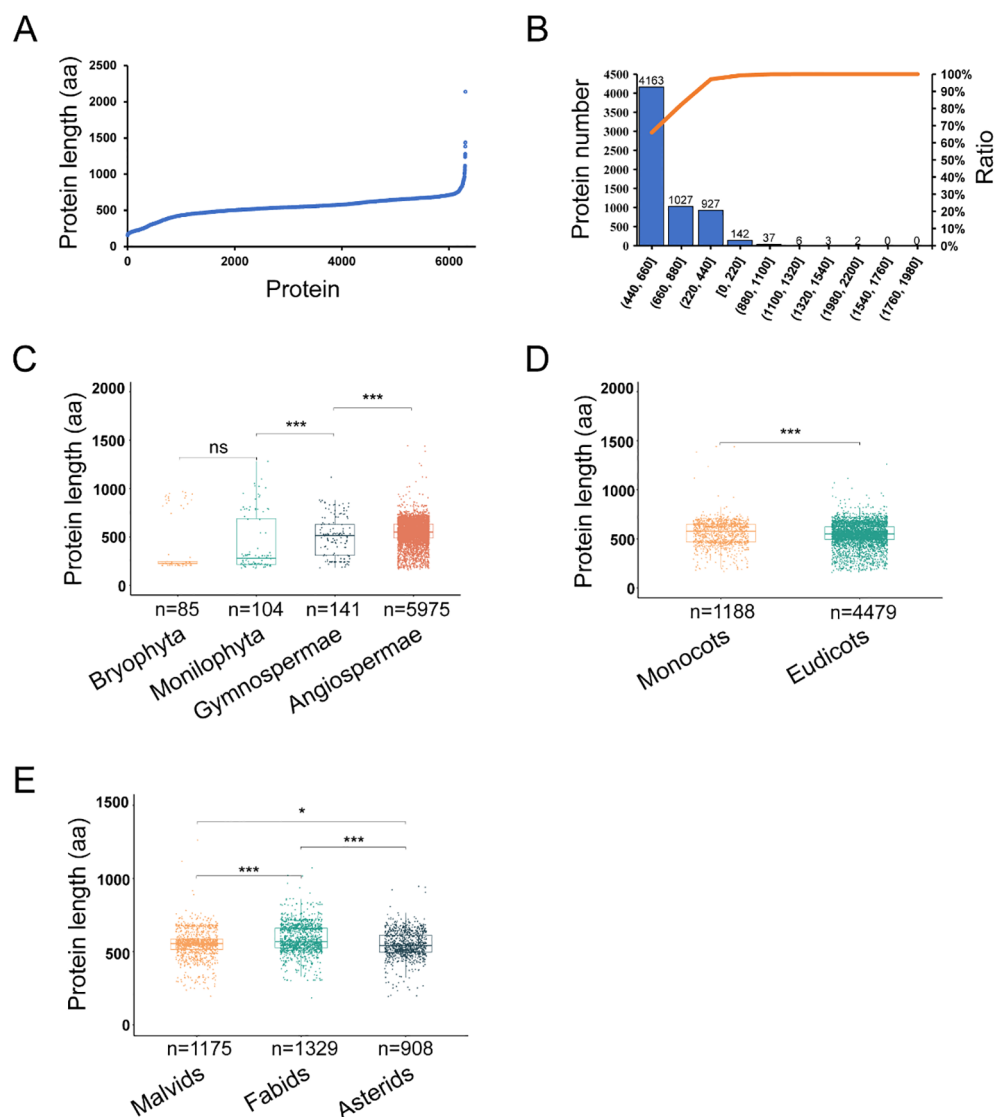 A
Protein length (aa)
2500
2000
1500
1000
500
0
0
2000
4000
6000
Protein
B
Protein number
4500
4000
3500
3000
2500
2000
1500
1000
500
0
4163
1027
927
142
37
6
3
2
0
0
100%
90%
80%
70%
60%
50%
40%
30%
20%
10%
0%
Ratio
(440, 660]
(660, 880]
(220, 440]
[0, 220]
(880, 1100]
(1100, 1320]
(1320, 1540]
(1980, 2200]
(1540, 1760]
(1760, 1980]
C
Protein length (aa)
2000
1500
1000
500
0
ns
***
***
n=85
n=104
n=141
n=5975
Bryophyta
Monilophyta
Gymnospermae
Angiospermae
D
Protein length (aa)
2000
1500
1000
500
0
***
n=1188
n=4479
Monocots
Eudicots
E
Protein length (aa)
1500
1000
500
0
*
***
***
n=1175
n=1329
n=908
Malvids
Fabids
Asterids